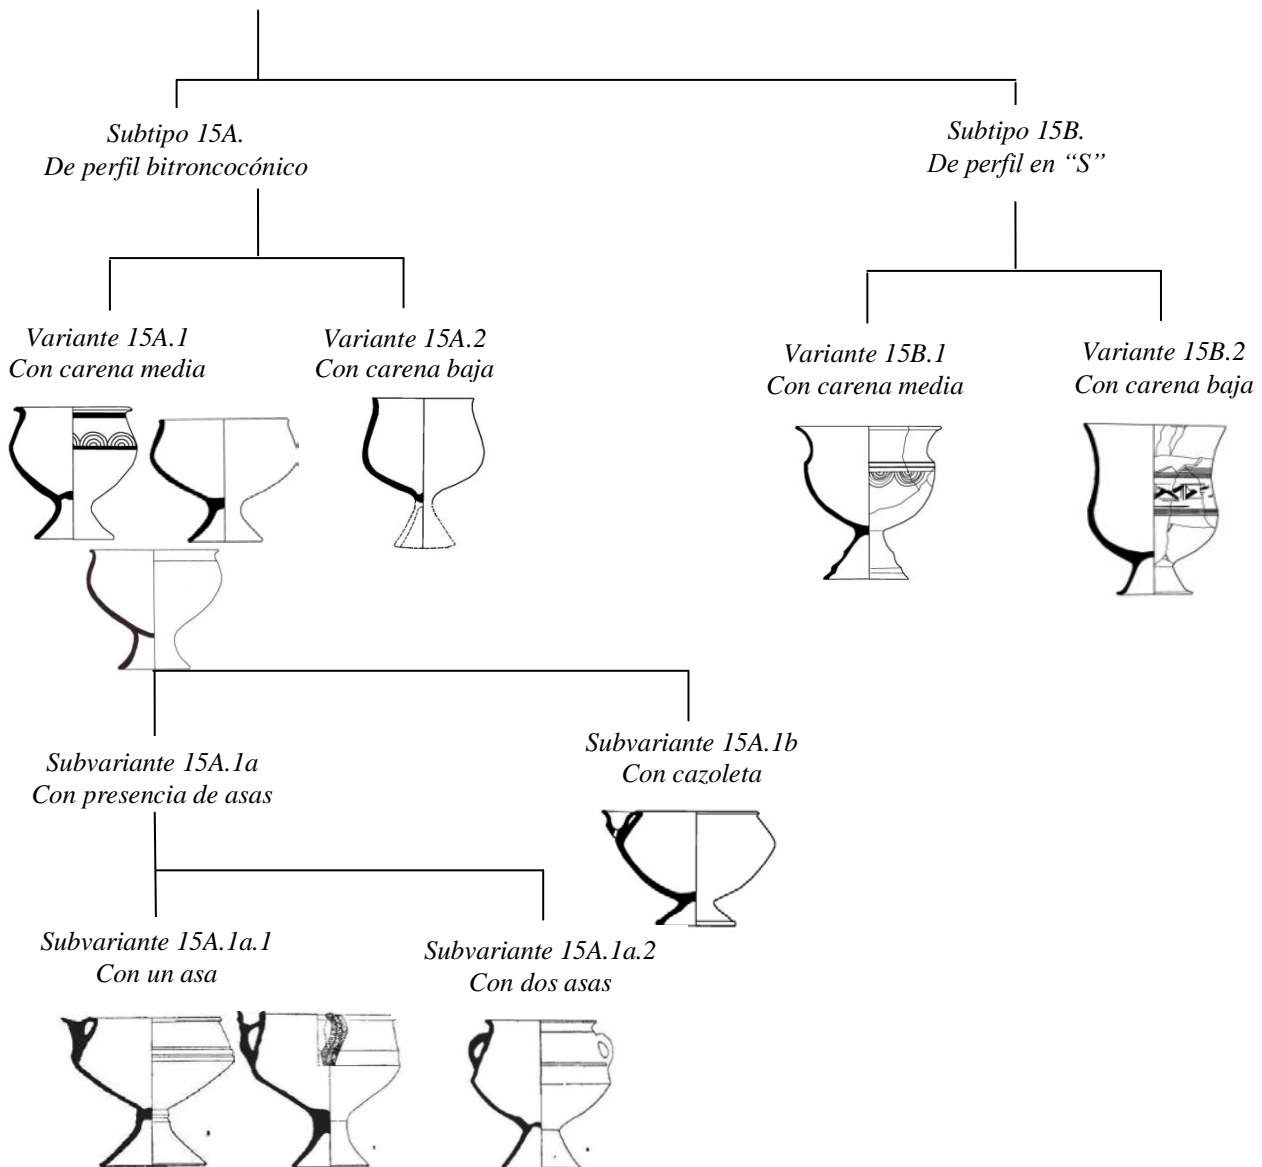 Subtipo 15A.
De perfil bitroncocónico
Subtipo 15B.
De perfil en “S”
Variante 15A.1
Con carena media
Variante 15A.2
Con carena baja
Variante 15B.1
Con carena media
Variante 15B.2
Con carena baja
Subvariante 15A.1a
Con presencia de asas
Subvariante 15A.1b
Con cazoleta
Subvariante 15A.1a.1
Con un asa
Subvariante 15A.1a.2
Con dos asas